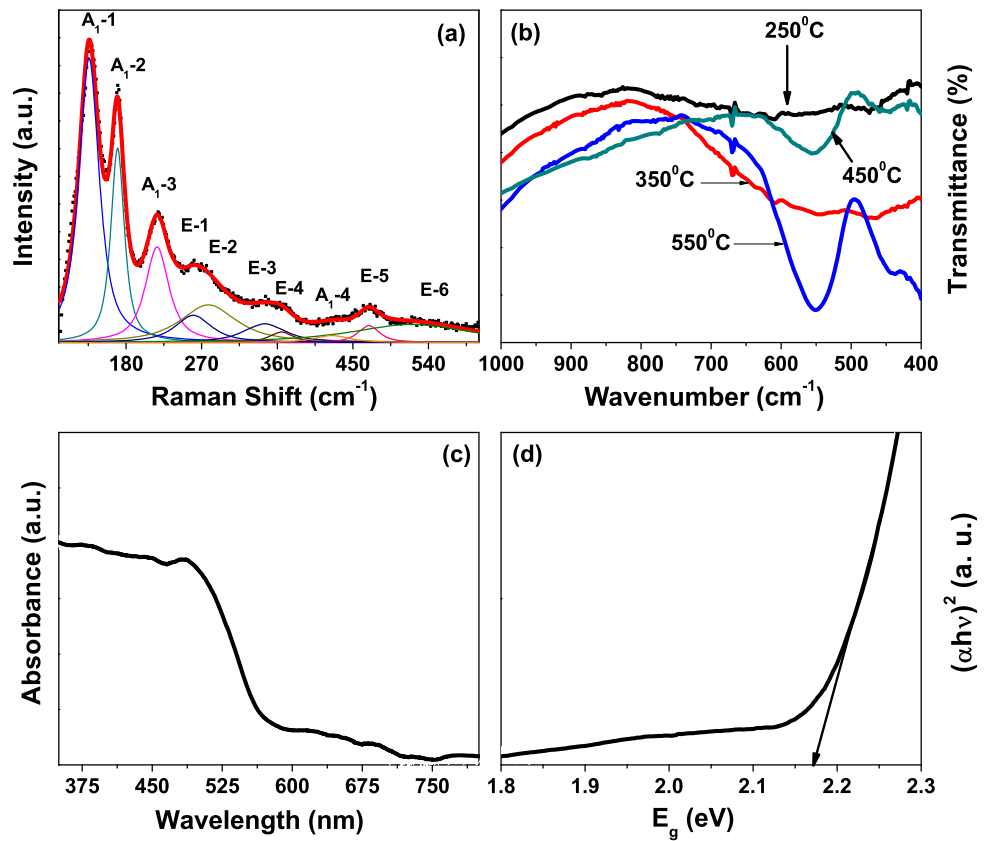 (a)
A₁-1
A₁-2
A₁-3
E-1
E-2
E-3
E-4
A₁-4
E-5
E-6
Intensity (a.u.)
180 270 360 450 540
Raman Shift (cm⁻¹)
(b)
250⁰C
450⁰C
350⁰C
550⁰C
Transmittance (%)
1000 900 800 700 600 500 400
Wavenumber (cm⁻¹)
(c)
Absorbance (a.u.)
375 450 525 600 675 750
Wavelength (nm)
(d)
(αhν)² (a. u.)
1.8 1.9 2.0 2.1 2.2 2.3
E_g (eV)